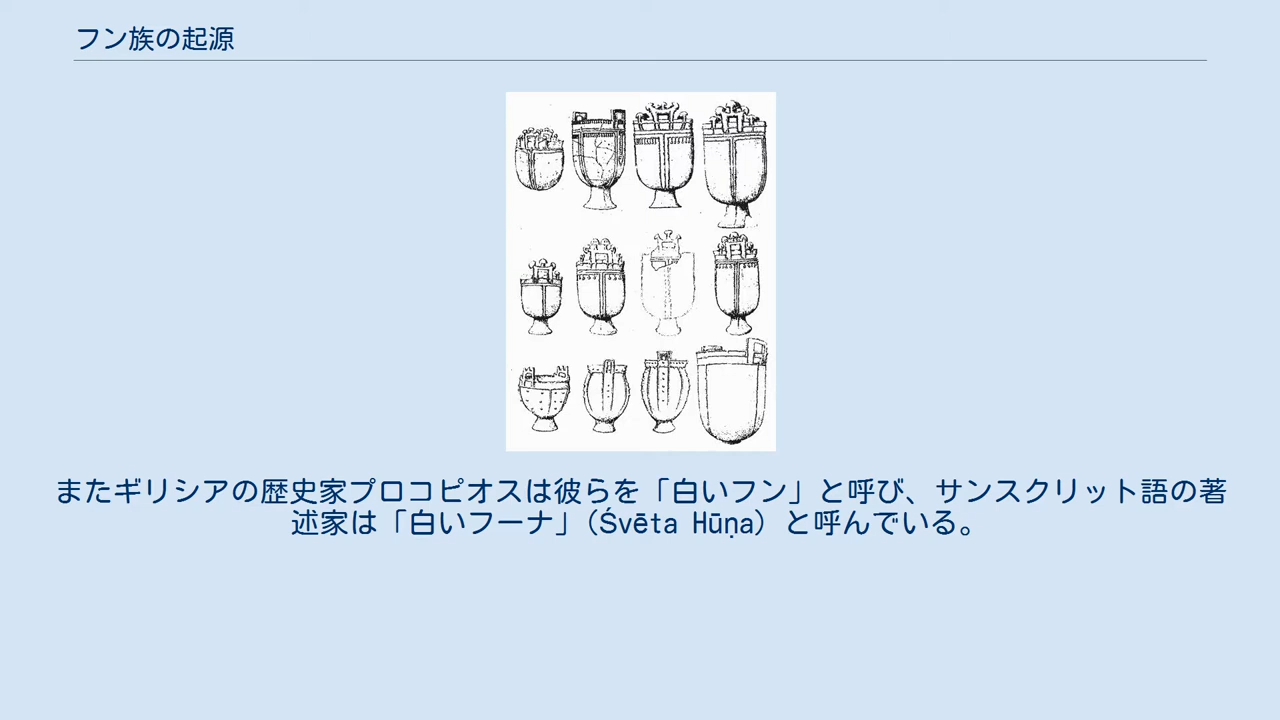 フン族の起源
またギリシアの歴史家プロコピオスは彼らを「白いフン」と呼び、サンスクリット語の著
述家は「白いフーナ」(Śvēta Hūṇa) と呼んでいる。